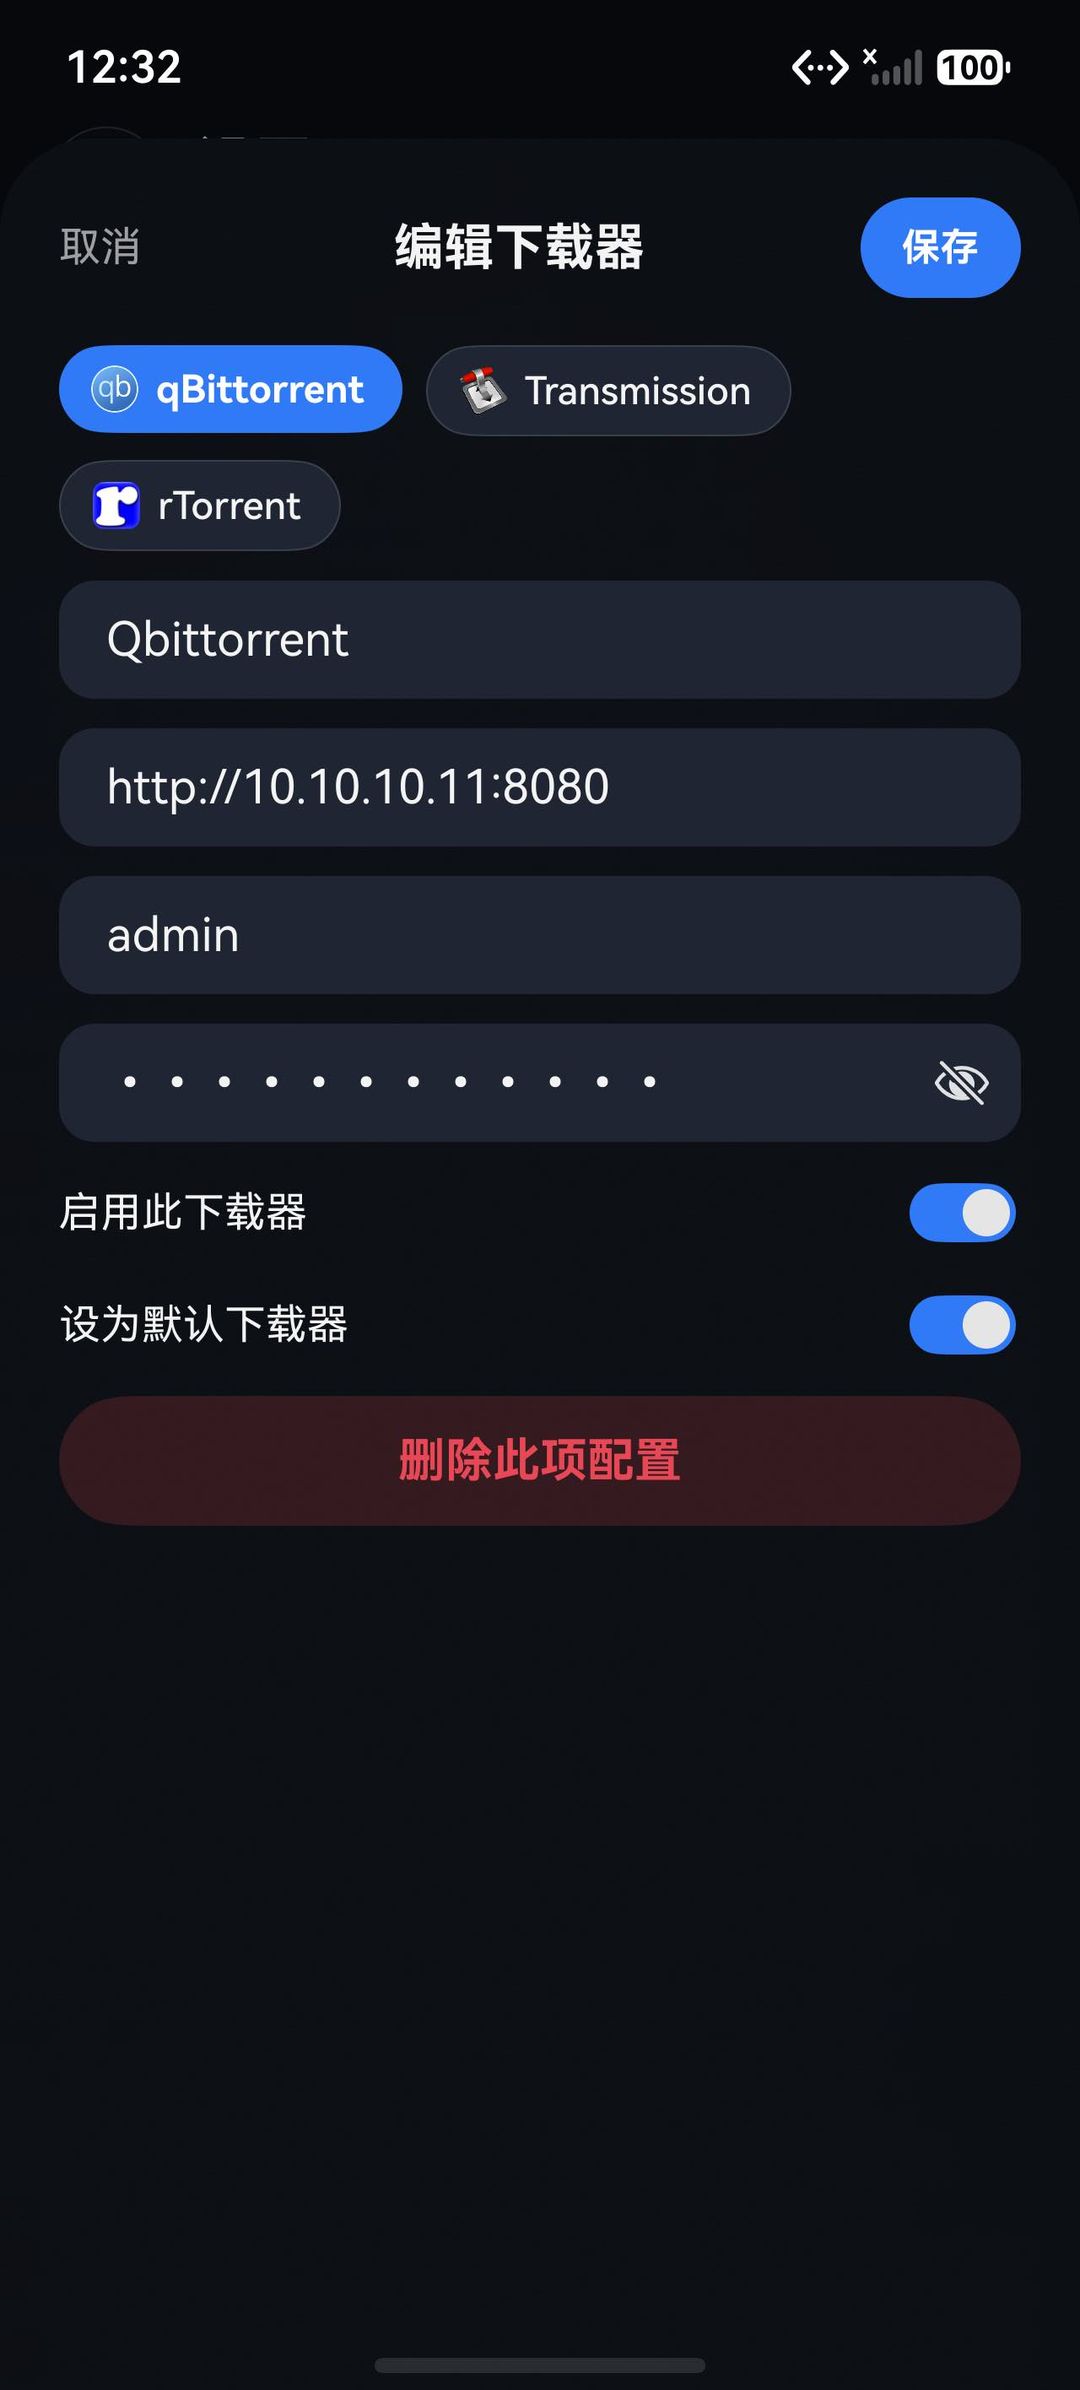 12:32
100
取消
编辑下载器
保存
qb qBittorrent
Transmission
rTorrent
Qbittorrent
http://10.10.10.11:8080
admin
••••••••••••
启用此下载器
设为默认下载器
删除此项配置